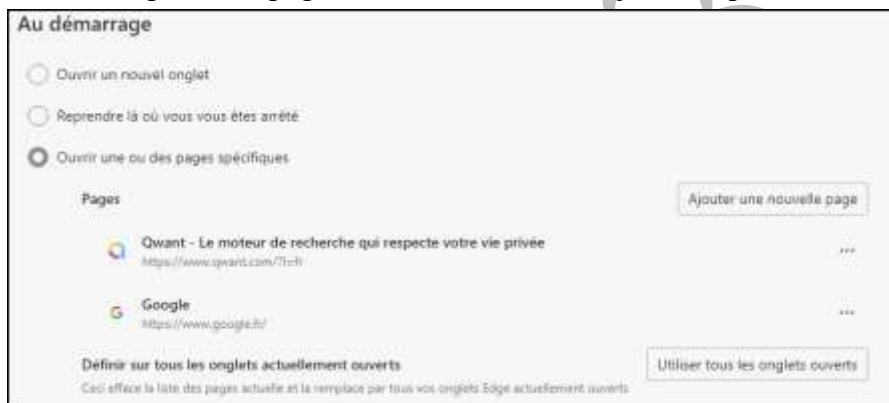 Au démarrage
Ouvrir un nouvel onglet
Reprendre là où vous vous êtes arrêté
Ouvrir une ou des pages spécifiques
Pages
Ajouter une nouvelle page
Qwant - Le moteur de recherche qui respecte votre vie privée
https://www.qwant.com/?l=fr
Google
https://www.google.fr/
Définir sur tous les onglets actuellement ouverts
Utiliser tous les onglets ouverts
Ceci efface la liste des pages actuelle et la remplace par tous vos onglets Edge actuellement ouverts